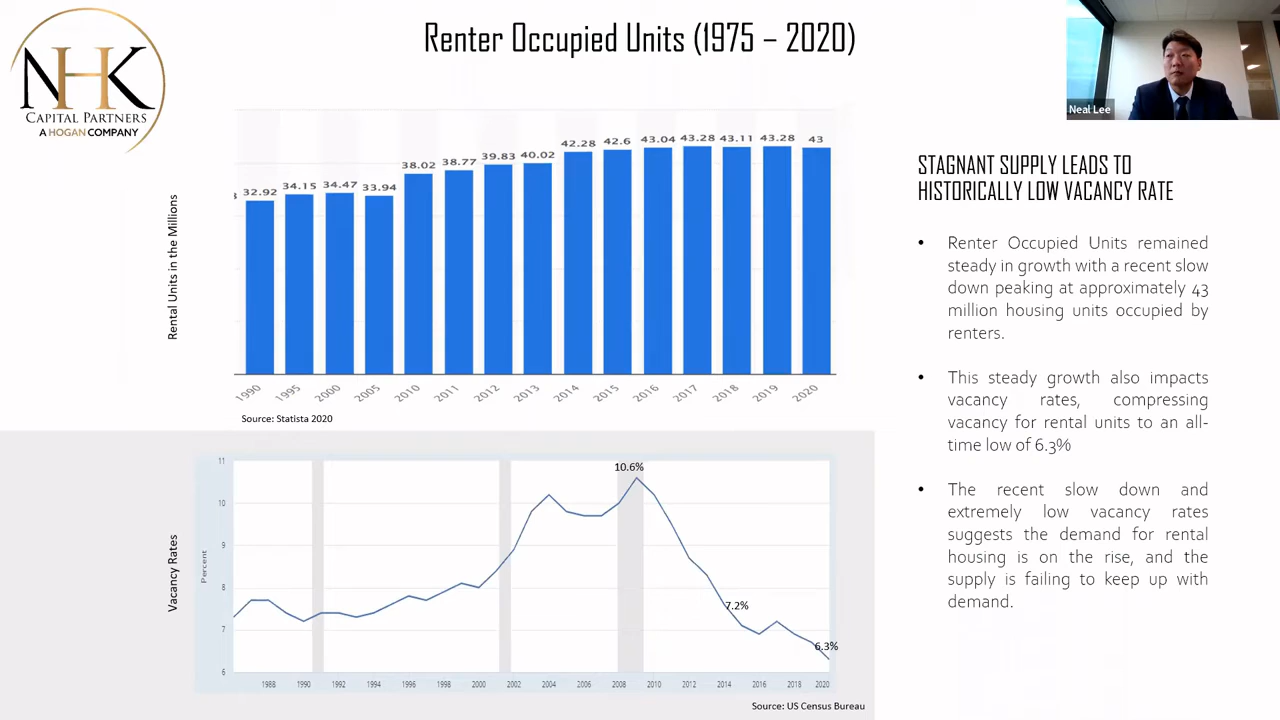 NHK
CAPITAL PARTNERS
A HOGAN COMPANY
Renter Occupied Units (1975 – 2020)
Neal Lee
Rental Units in the Millions
32.92 34.15 34.47 33.94 38.02 38.77 39.83 40.02 42.28 42.6 43.04 43.28 43.11 43.28 43
1990 1995 2000 2005 2010 2011 2012 2013 2014 2015 2016 2017 2018 2019 2020
Source: Statista 2020
STAGNANT SUPPLY LEADS TO
HISTORICALLY LOW VACANCY RATE
• Renter Occupied Units remained
steady in growth with a recent slow
down peaking at approximately 43
million housing units occupied by
renters.
• This steady growth also impacts
vacancy rates, compressing
vacancy for rental units to an all-
time low of 6.3%
• The recent slow down and
extremely low vacancy rates
suggests the demand for rental
housing is on the rise, and the
supply is failing to keep up with
demand.
Vacancy Rates
Percent
11
10
9
8
7
6
10.6%
7.2%
6.3%
1988 1990 1992 1994 1996 1998 2000 2002 2004 2006 2008 2010 2012 2014 2016 2018 2020
Source: US Census Bureau